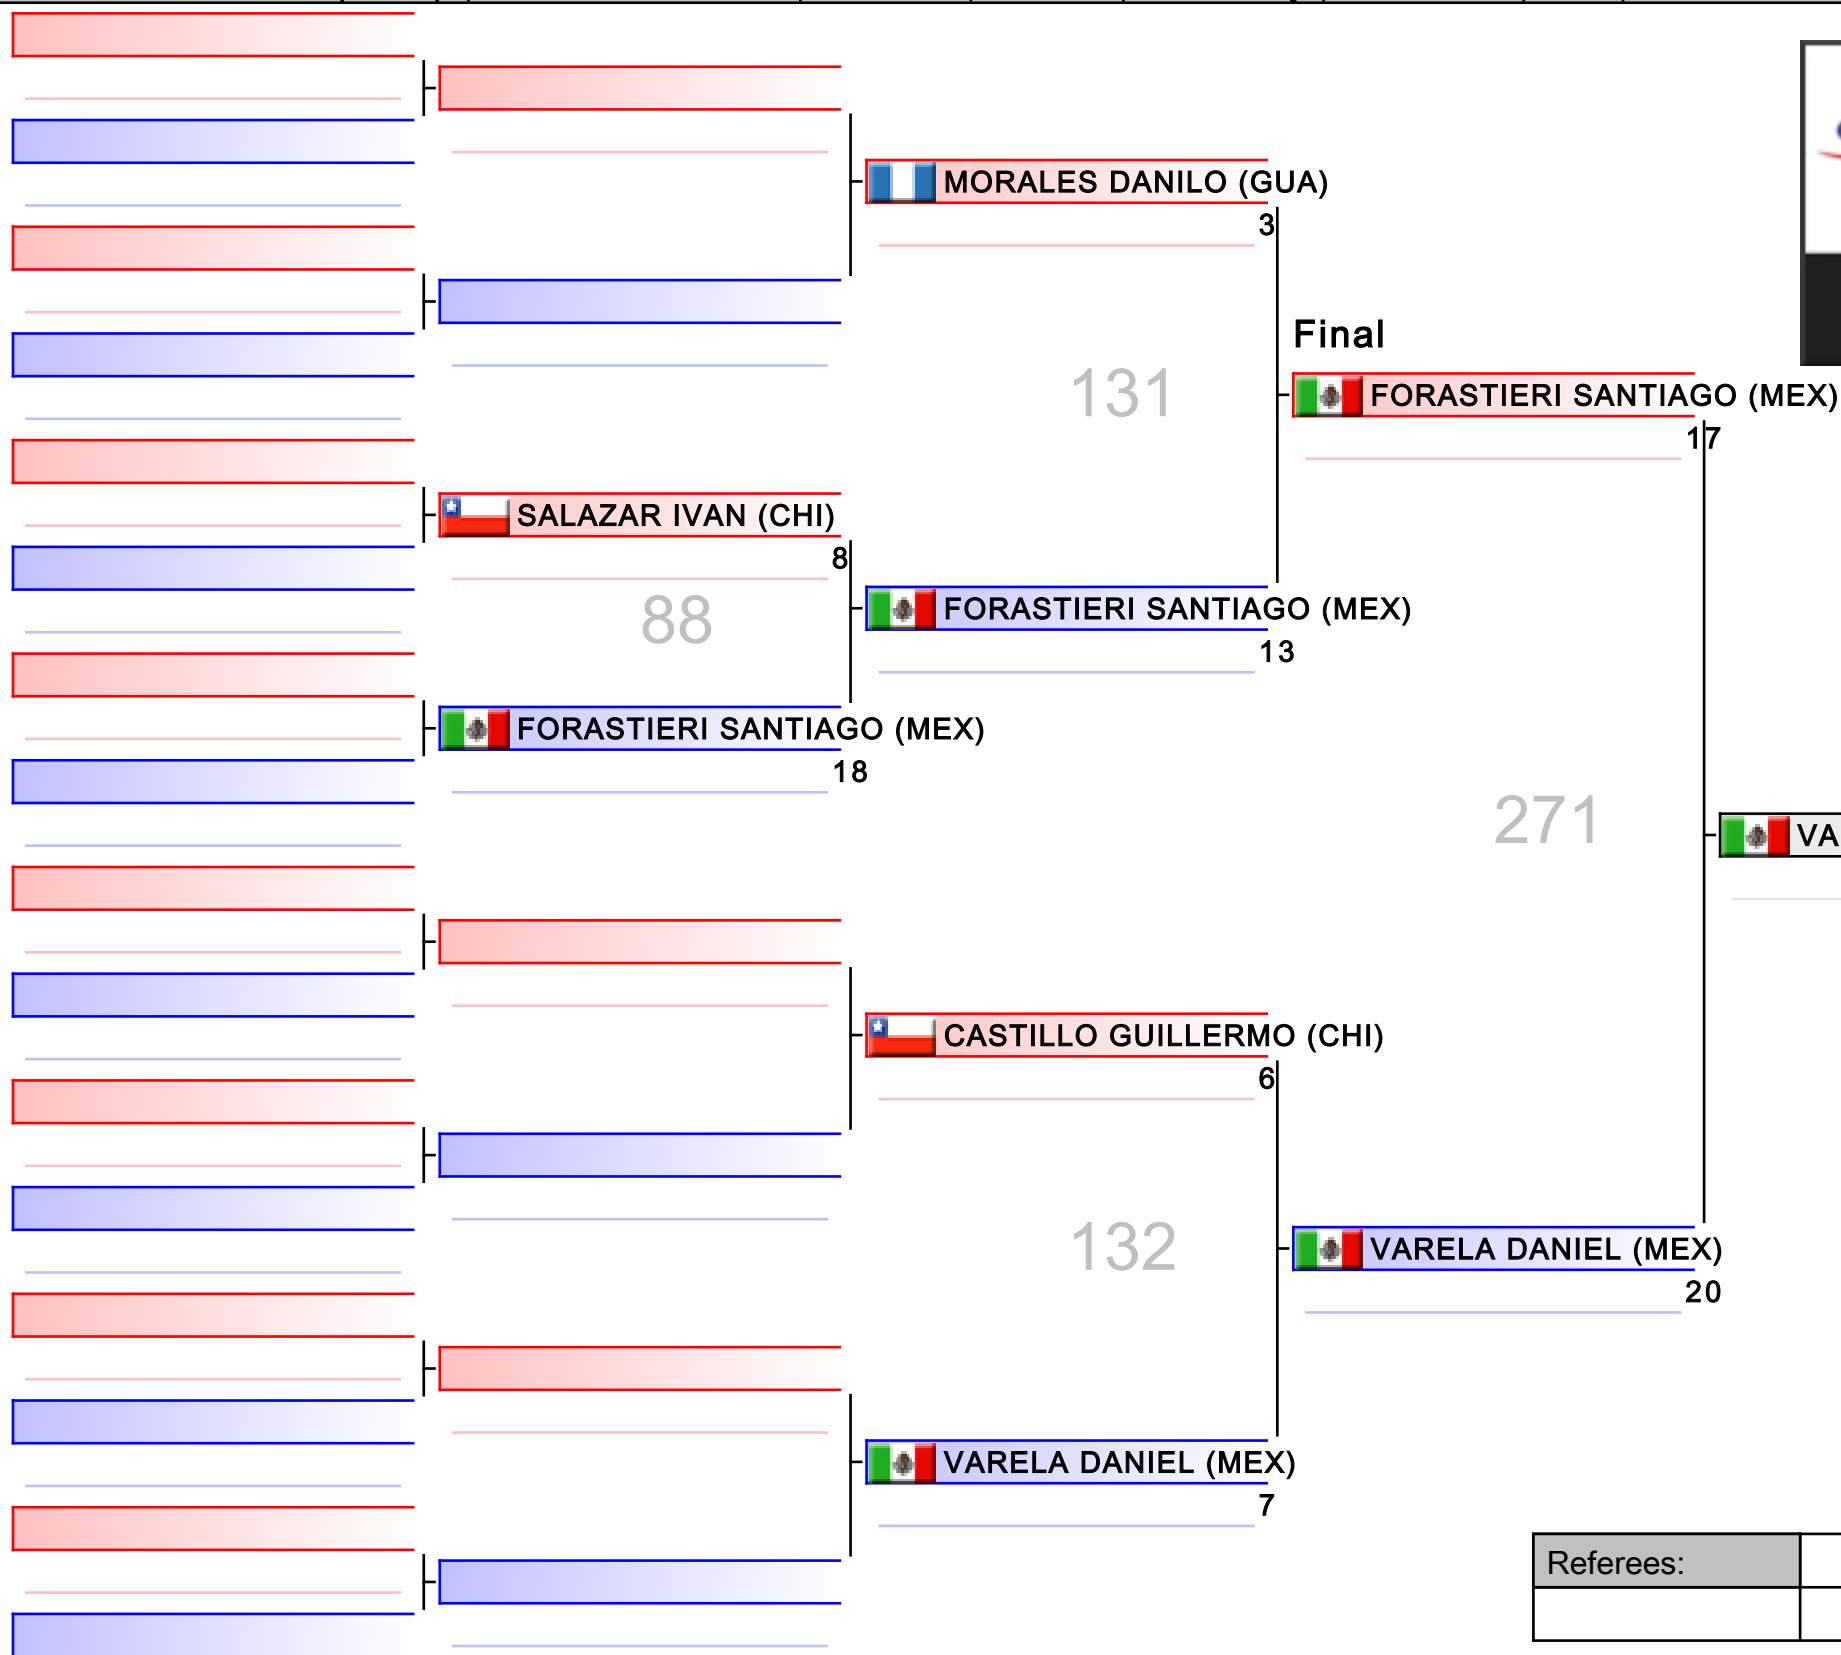 MORALES DANILO (GUA)
3
Final
131
FORASTIERI SANTIAGO (MEX)
17
SALAZAR IVAN (CHI)
8
88
FORASTIERI SANTIAGO (MEX)
13
FORASTIERI SANTIAGO (MEX)
18
271
VA
CASTILLO GUILLERMO (CHI)
6
132
VARELA DANIEL (MEX)
20
VARELA DANIEL (MEX)
7
Referees: